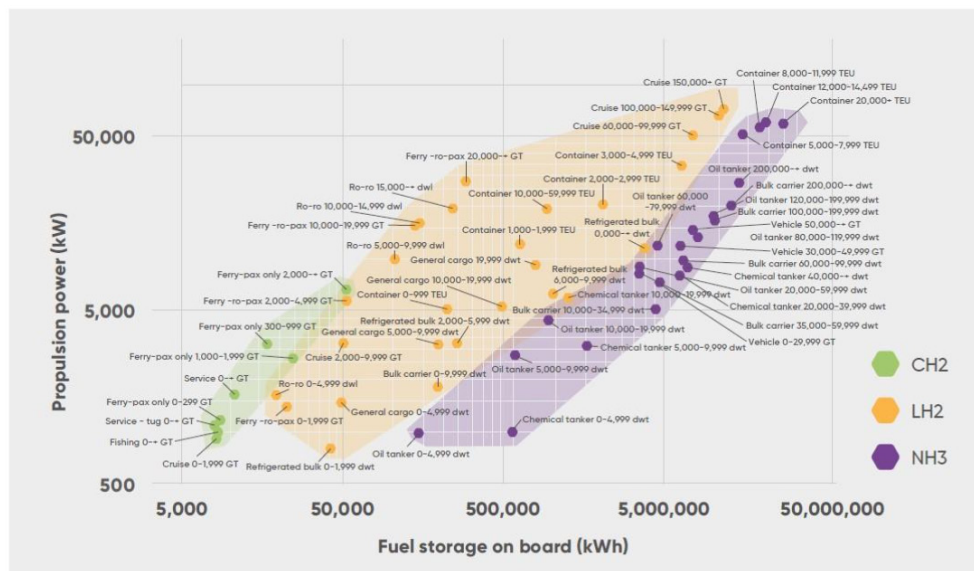 Container 8,000-11,999 TEU
Cruise 150,000+ GT
Container 12,000-14,499 TEU
Container 20,000+ TEU
Cruise 100,000-149,999 GT
50,000
Cruise 60,000-99,999 GT
Container 5,000-7,999 TEU
Ferry -ro-pax 20,000-+ GT
Container 3,000-4,999 TEU
Oil tanker 200,000-+ dwt
Ro-ro 15,000-+ dwl
Container 2,000-2,999 TEU
Bulk carrier 200,000-+ dwt
Container 10,000-59,999 TEU
Oil tanker 60,000
-79,999 dwt
Oil tanker 120,000-199,999 dwt
Ro-ro 10,000-14,999 dwl
Bulk carrier 100,000-199,999 dwt
Ferry -ro-pax 10,000-19,999 GT
Refrigerated bulk
0,000-+ dwt
Vehicle 50,000-+ GT
Container 1,000-1,999 TEU
Oil tanker 80,000-119,999 dwt
Ro-ro 5,000-9,999 dwl
Vehicle 30,000-49,999 GT
General cargo 19,999 dwt
Bulk carrier 60,000-99,999 dwt
Ferry-pax only 2,000-+ GT
General cargo 10,000-19,999 dwt
Refrigerated bulk
6,000-9,999 dwt
Chemical tanker 40,000-+ dwt
Oil tanker 20,000-59,999 dwt
Ferry -ro-pax 2,000-4,999 GT
Container 0-999 TEU
Chemical tanker 10,000-19,999 dwt
Chemical tanker 20,000-39,999 dwt
5,000
Bulk carrier 10,000-34,999 dwt
Ferry-pax only 300-999 GT
Refrigerated bulk 2,000-5,999 dwt
Bulk carrier 35,000-59,999 dwt
General cargo 5,000-9,999 dwt
Oil tanker 10,000-19,999 dwt
Vehicle 0-29,999 GT
Ferry-pax only 1,000-1,999 GT
Cruise 2,000-9,999 GT
Chemical tanker 5,000-9,999 dwt
Oil tanker 5,000-9,999 dwt
Service 0-+ GT
Ro-ro 0-4,999 dwl
Bulk carrier 0-9,999 dwt
Ferry-pax only 0-299 GT
General cargo 0-4,999 dwt
Service - tug 0-+ GT
Ferry -ro-pax 0-1,999 GT
Chemical tanker 0-4,999 dwt
Fishing 0-+ GT
Oil tanker 0-4,999 dwt
Cruise 0-1,999 GT
Refrigerated bulk 0-1,999 dwt
500
Propulsion power (kW)
5,000
50,000
500,000
5,000,000
50,000,000
Fuel storage on board (kWh)
CH2
LH2
NH3